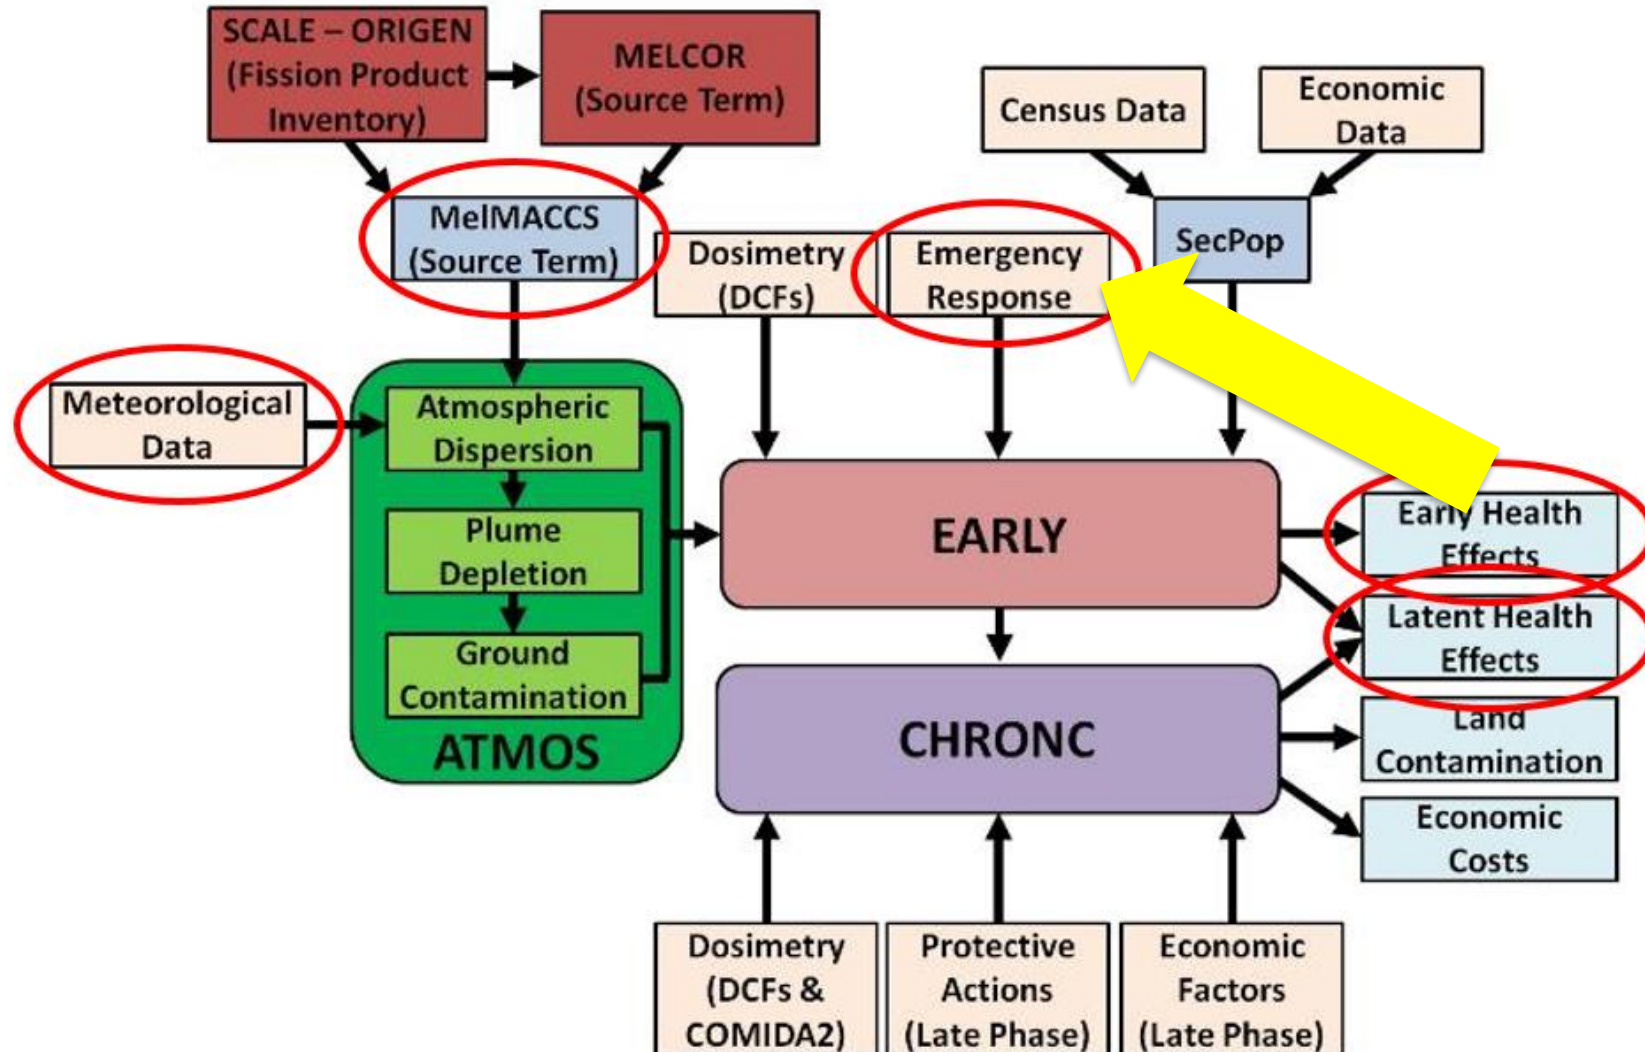 SCALE – ORIGEN
(Fission Product
Inventory)
MELCOR
(Source Term)
Census Data
Economic
Data
MelMACCS
(Source Term)
Dosimetry
(DCFs)
Emergency
Response
SecPop
Meteorological
Data
Atmospheric
Dispersion
Plume
Depletion
Ground
Contamination
ATMOS
EARLY
CHRONC
Early Health
Effects
Latent Health
Effects
Land
Contamination
Economic
Costs
Dosimetry
(DCFs &
COMIDA2)
Protective
Actions
(Late Phase)
Economic
Factors
(Late Phase)